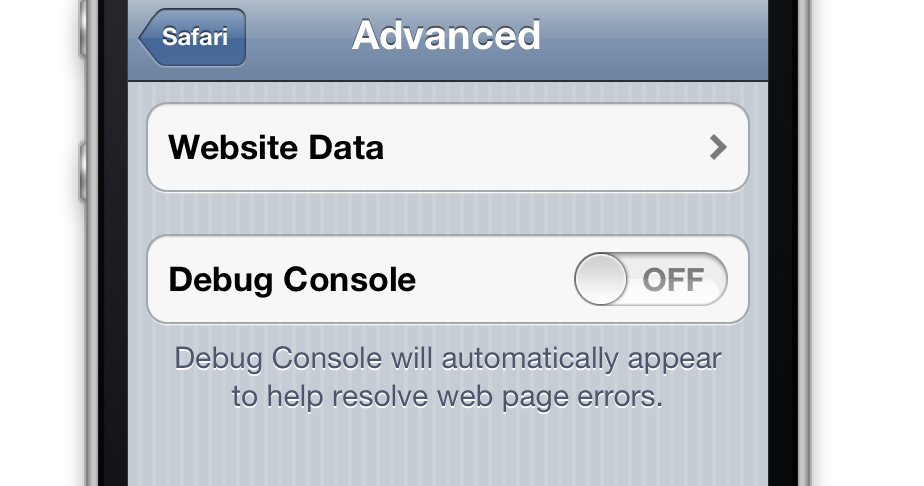 Safari
Advanced
Website Data
Debug Console
OFF
Debug Console will automatically appear
to help resolve web page errors.